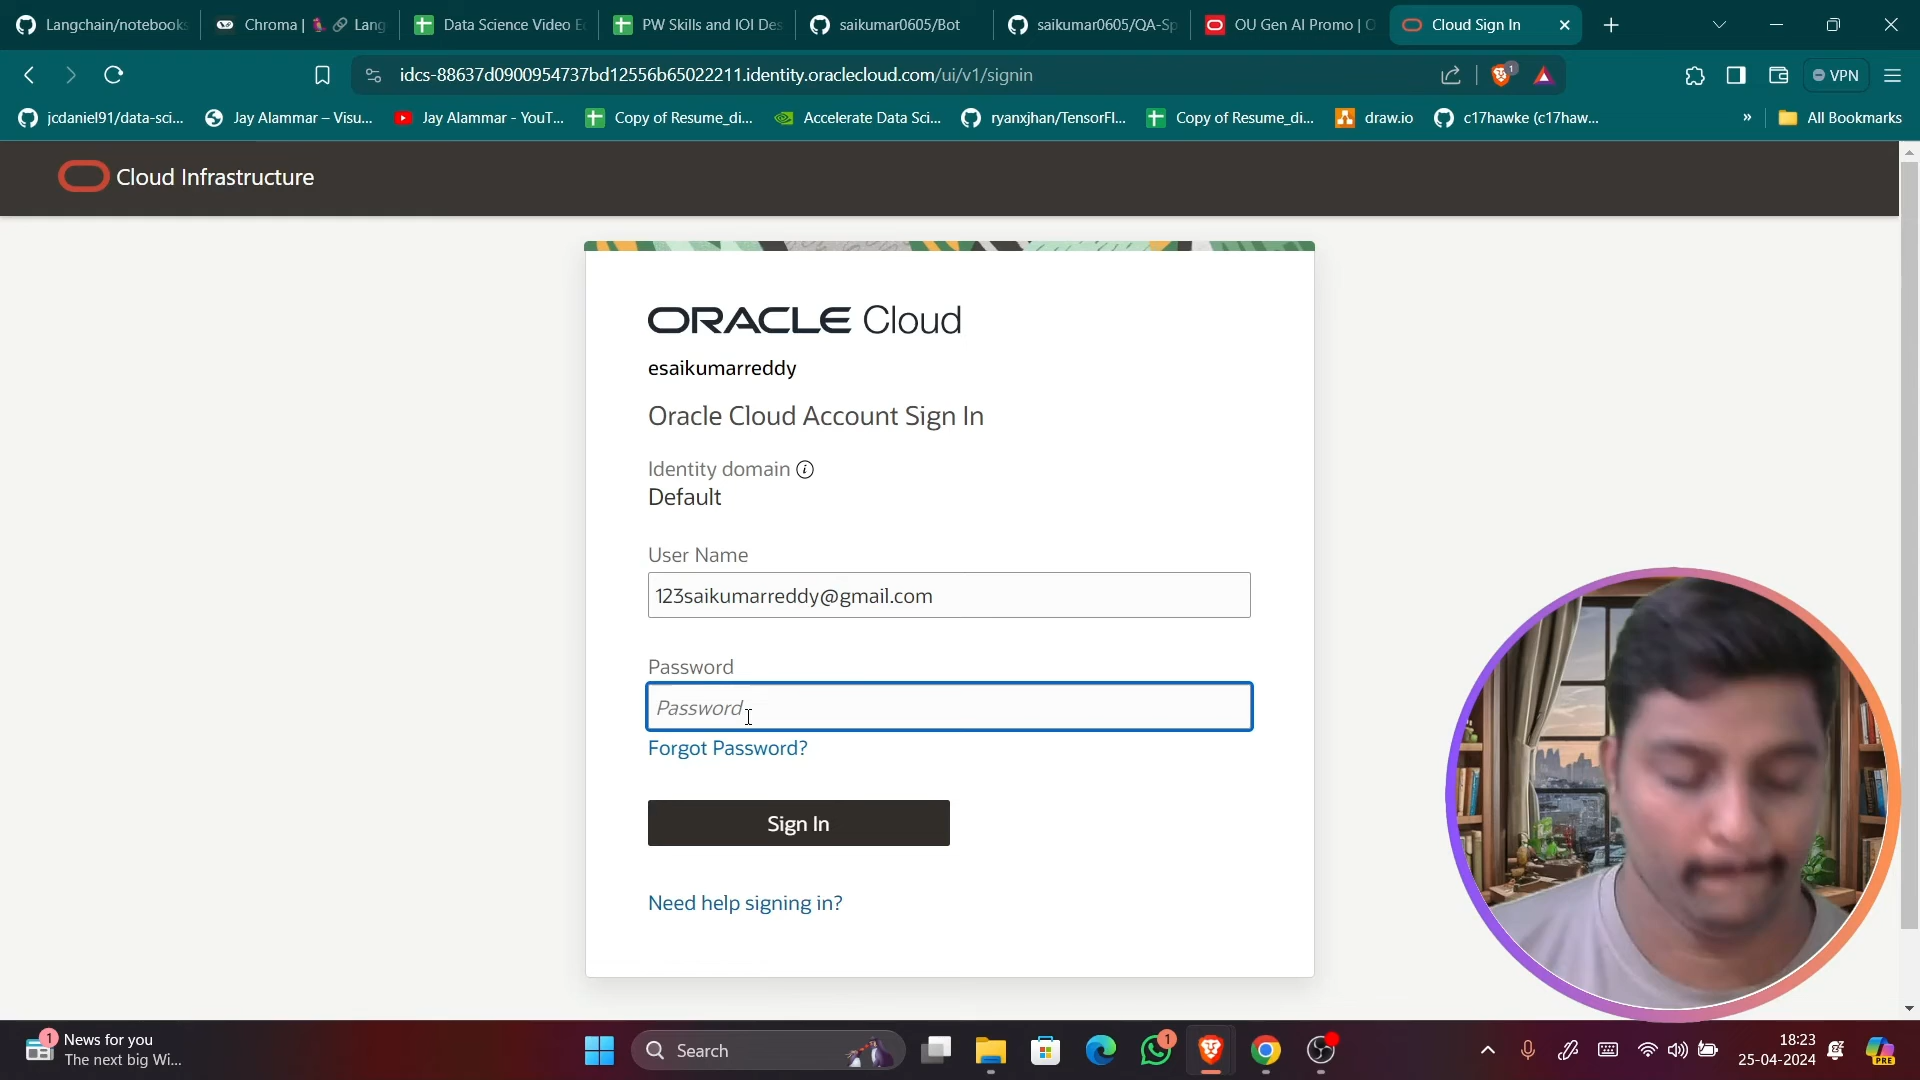 Langchain/notebooks
Chroma | 🦜🔗 Lang
Data Science Video E
PW Skills and IOI Des
saikumar0605/Bot
saikumar0605/QA-Sp
OU Gen AI Promo | O
Cloud Sign In
idcs-88637d0900954737bd12556b65022211.identity.oraclecloud.com/ui/v1/signin
1
VPN
jcdaniel91/data-sci...
Jay Alammar – Visu...
Jay Alammar - YouT...
Copy of Resume_di...
Accelerate Data Sci...
ryanxjhan/TensorFl...
Copy of Resume_di...
draw.io
c17hawke (c17haw...
»
All Bookmarks
Cloud Infrastructure
ORACLE Cloud
esaikumarreddy
Oracle Cloud Account Sign In
Identity domain
Default
User Name
123saikumarreddy@gmail.com
Password
Password
Forgot Password?
Sign In
Need help signing in?
1
News for you
The next big Wi...
Search
1
18:23
25-04-2024
PRE